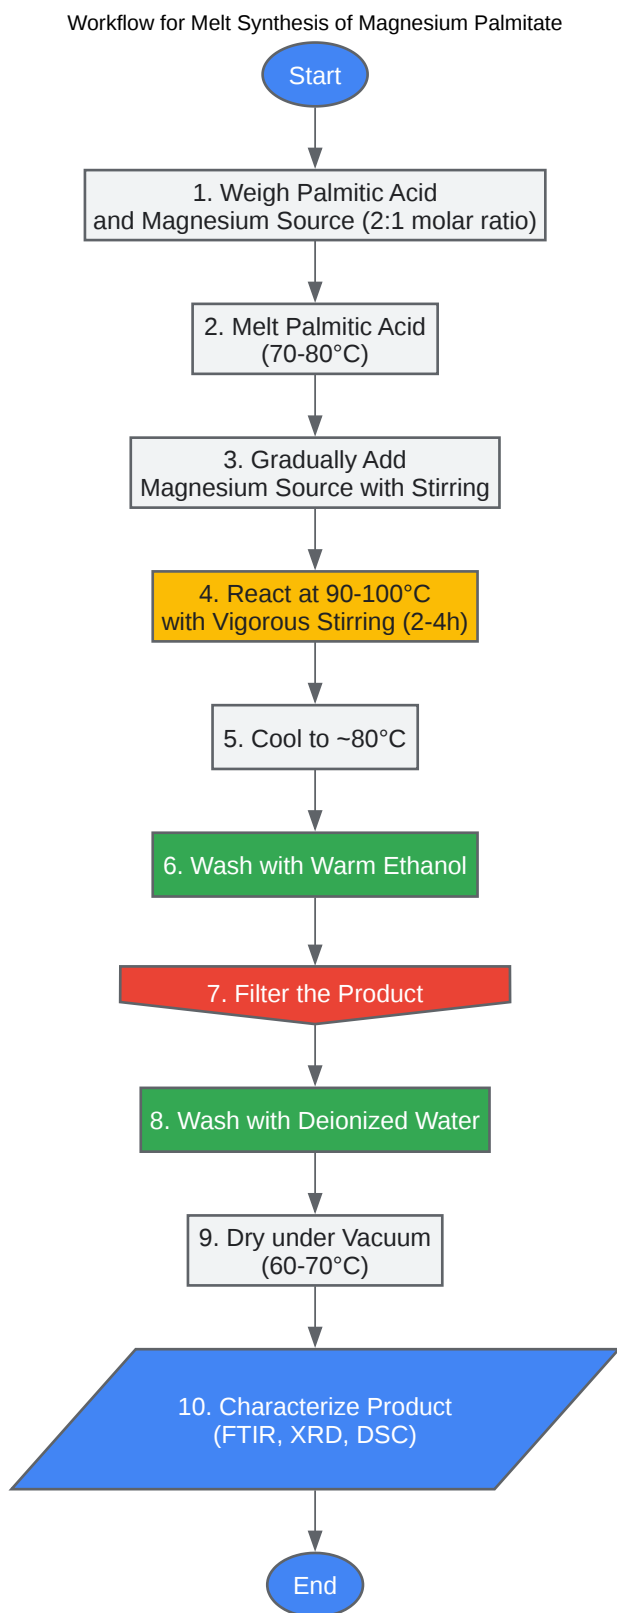 Workflow for Melt Synthesis of Magnesium Palmitate
Start
1. Weigh Palmitic Acid
and Magnesium Source (2:1 molar ratio)
2. Melt Palmitic Acid
(70-80°C)
3. Gradually Add
Magnesium Source with Stirring
4. React at 90-100°C
with Vigorous Stirring (2-4h)
5. Cool to ~80°C
6. Wash with Warm Ethanol
7. Filter the Product
8. Wash with Deionized Water
9. Dry under Vacuum
(60-70°C)
10. Characterize Product
(FTIR, XRD, DSC)
End